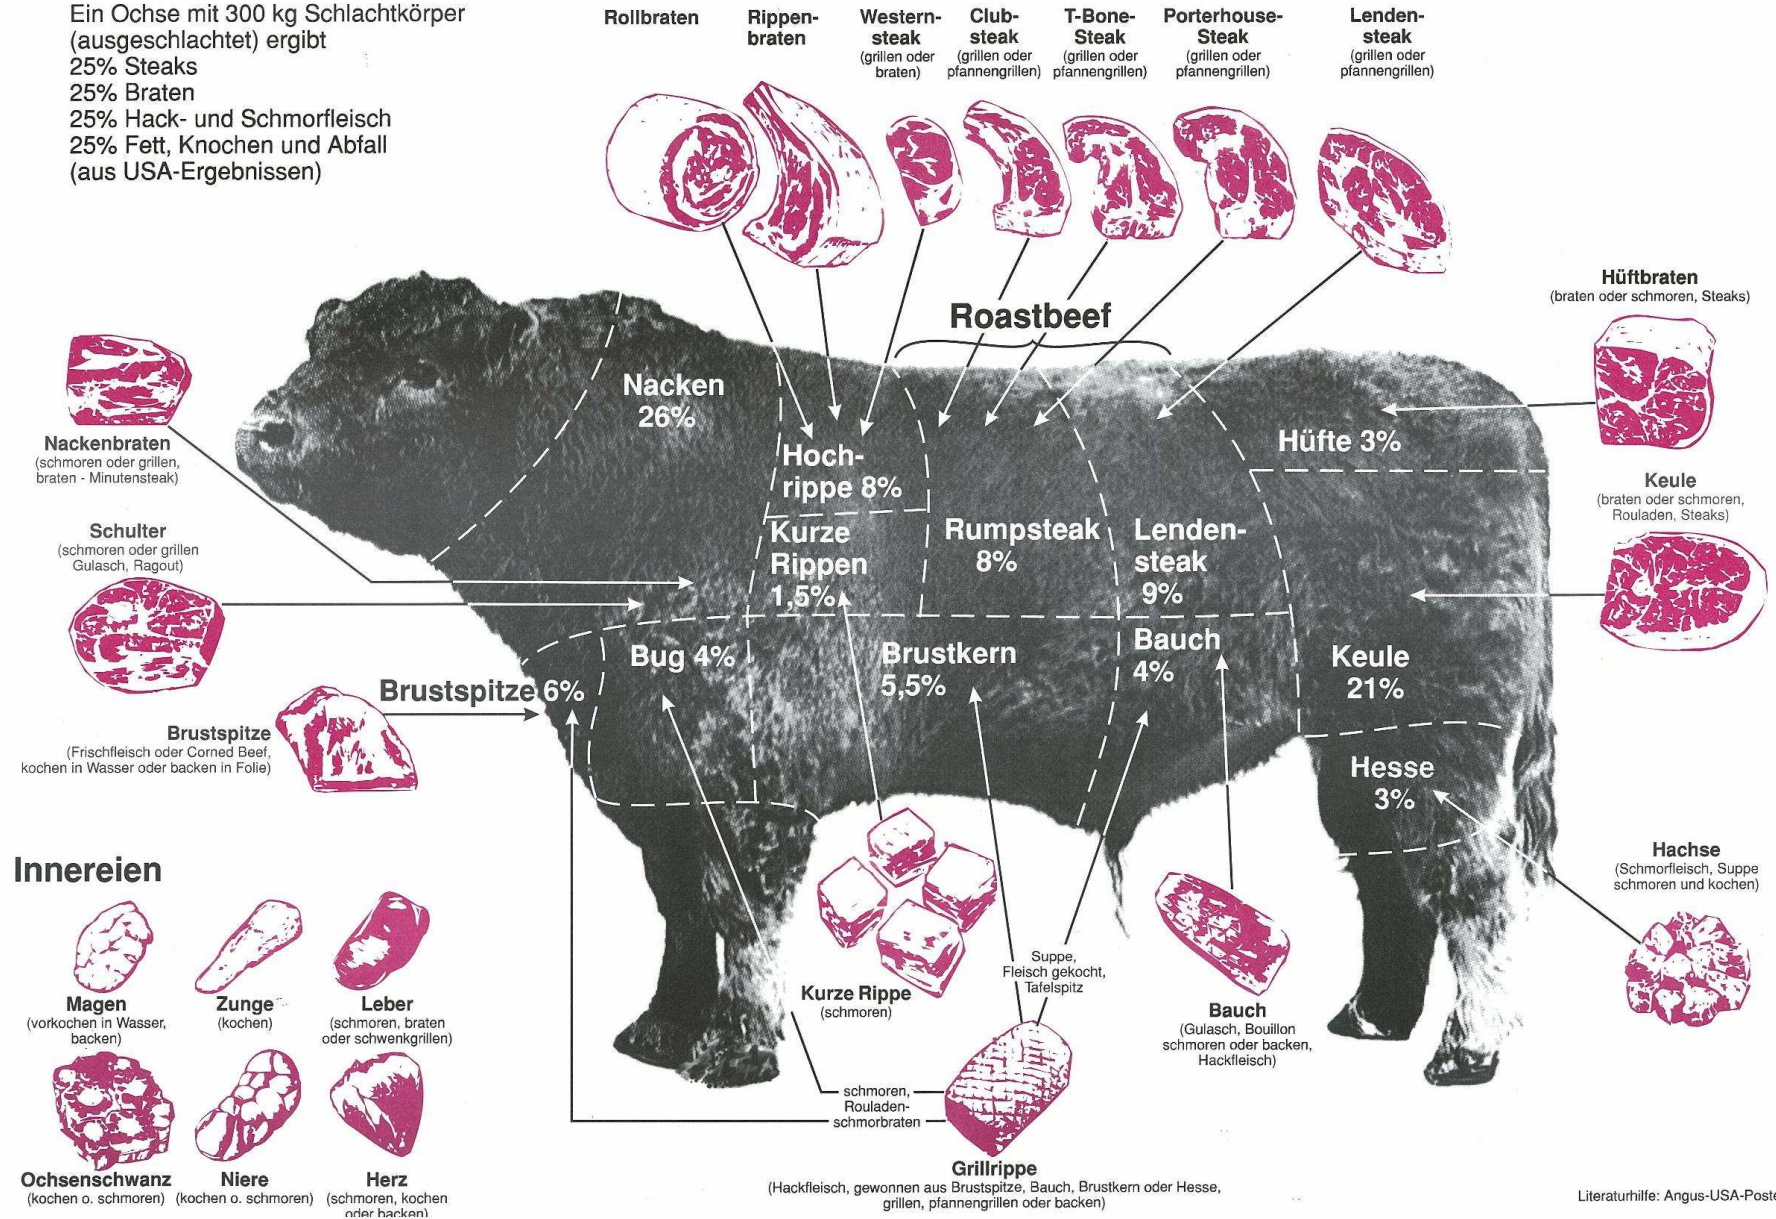 Ein Ochse mit 300 kg Schlachtkörper
(ausgeschlachtet) ergibt
25% Steaks
25% Braten
25% Hack- und Schmorfleisch
25% Fett, Knochen und Abfall
(aus USA-Ergebnissen)
Rollbraten
Rippen-
braten
Western-
steak
(grillen oder
braten)
Club-
steak
(grillen oder
pfannengrillen)
T-Bone-
Steak
(grillen oder
pfannengrillen)
Porterhouse-
Steak
(grillen oder
pfannengrillen)
Lenden-
steak
(grillen oder
pfannengrillen)
Roastbeef
Hüftbraten
(braten oder schmoren, Steaks)
Nackenbraten
(schmoren oder grillen,
braten - Minutensteak)
Nacken
26%
Hoch-
rippe 8%
Hüfte 3%
Keule
(braten oder schmoren,
Rouladen, Steaks)
Schulter
(schmoren oder grillen
Gulasch, Ragout)
Kurze
Rippen
1,5%
Rumpsteak
8%
Lenden-
steak
9%
Bug 4%
Brustkern
5,5%
Bauch
4%
Keule
21%
Brustspitze 6%
Brustspitze
(Frischfleisch oder Corned Beef,
kochen in Wasser oder backen in Folie)
Hesse
3%
Hachse
(Schmorfleisch, Suppe
schmoren und kochen)
Innereien
Magen
(vorkochen in Wasser,
backen)
Zunge
(kochen)
Leber
(schmoren, braten
oder schwenkgrillen)
Kurze Rippe
(schmoren)
Suppe,
Fleisch gekocht,
Tafelspitz
Bauch
(Gulasch, Bouillon
schmoren oder backen,
Hackfleisch)
schmoren,
Rouladen-
schmorbraten
Ochsenschwanz
(kochen o. schmoren)
Niere
(kochen o. schmoren)
Herz
(schmoren, kochen
oder backen)
Grillrippe
(Hackfleisch, gewonnen aus Brustspitze, Bauch, Brustkern oder Hesse,
grillen, pfannengrillen oder backen)
Literaturhilfe: Angus-USA-Poste